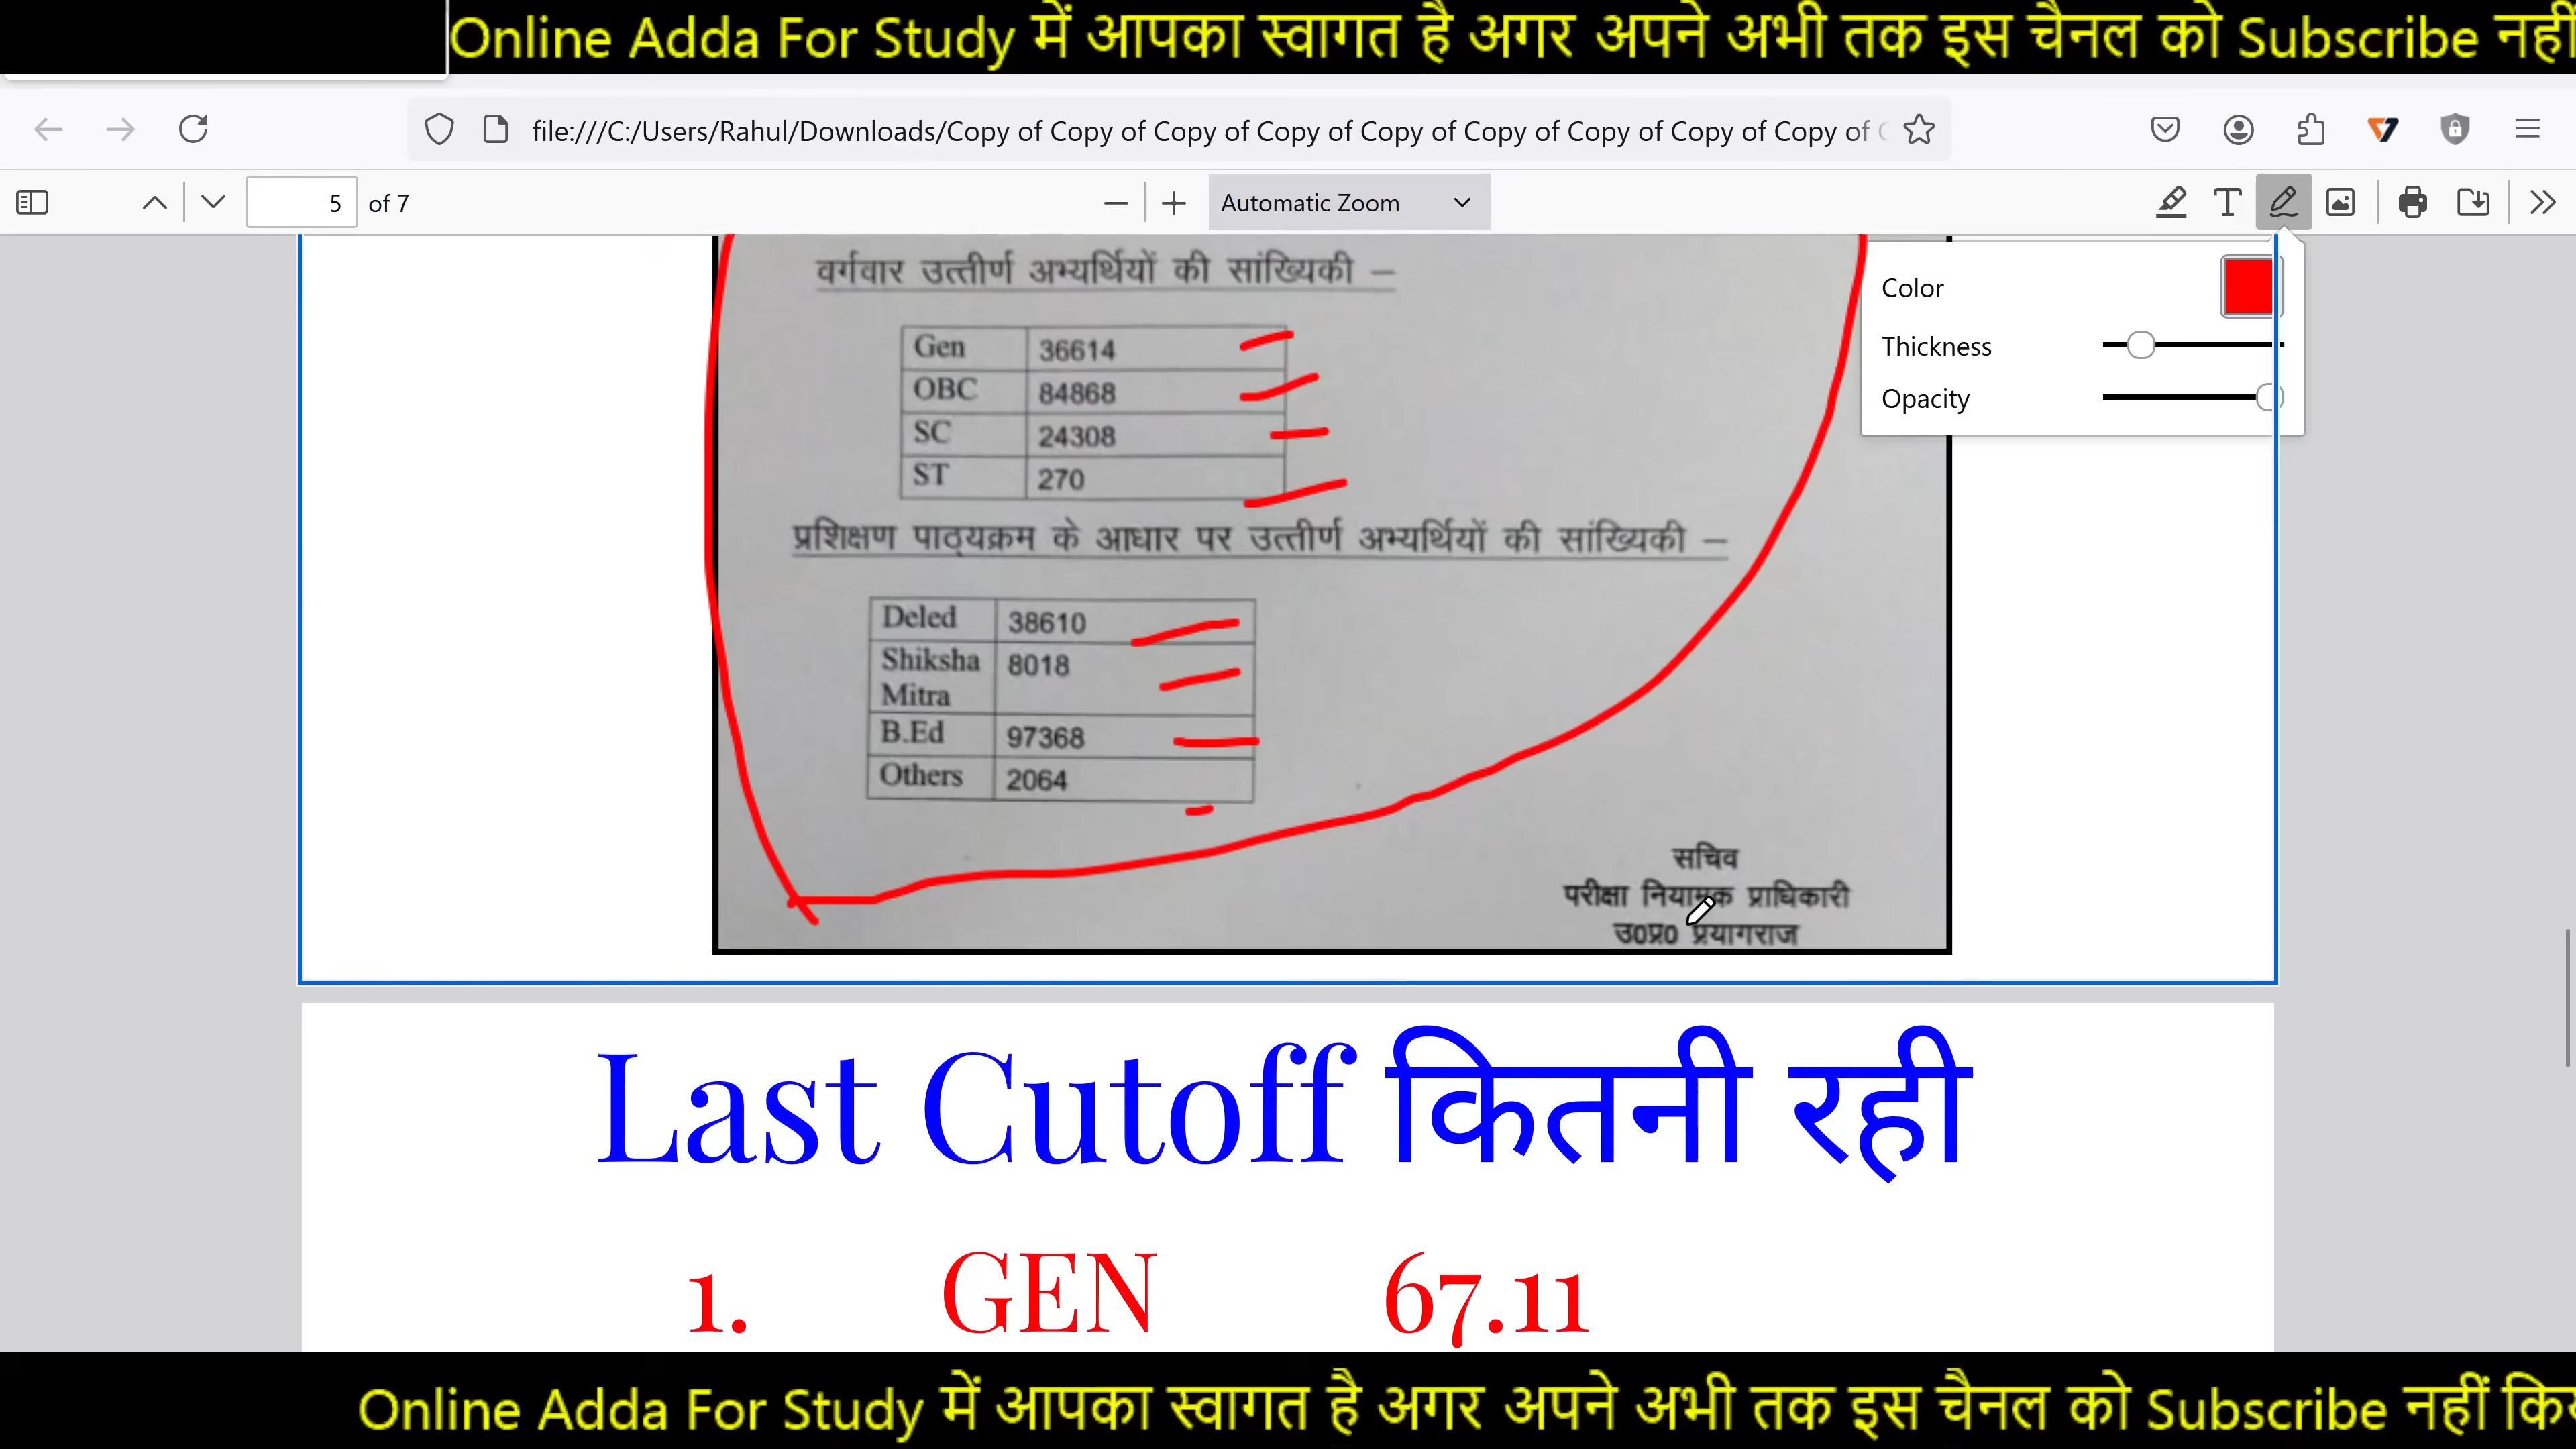 Online Adda For Study में आपका स्वागत है अगर अपने अभी तक इस चैनल को Subscribe नहीं
file:///C:/Users/Rahul/Downloads/Copy of Copy of Copy of Copy of Copy of Copy of Copy of Copy of Copy of
5 of 7
Automatic Zoom
Color
Thickness
Opacity
वर्गवार उत्तीर्ण अभ्यर्थियों की सांख्यिकी –
Gen 36614
OBC 84868
SC 24308
ST 270
प्रशिक्षण पाठ्यक्रम के आधार पर उत्तीर्ण अभ्यर्थियों की सांख्यिकी –
Deled 38610
Shiksha 8018
Mitra
B.Ed 97368
Others 2064
सचिव
परीक्षा नियामक प्राधिकारी
उ0प्र0 प्रयागराज
Last Cutoff कितनी रही
1. GEN 67.11
Online Adda For Study में आपका स्वागत है अगर अपने अभी तक इस चैनल को Subscribe नहीं